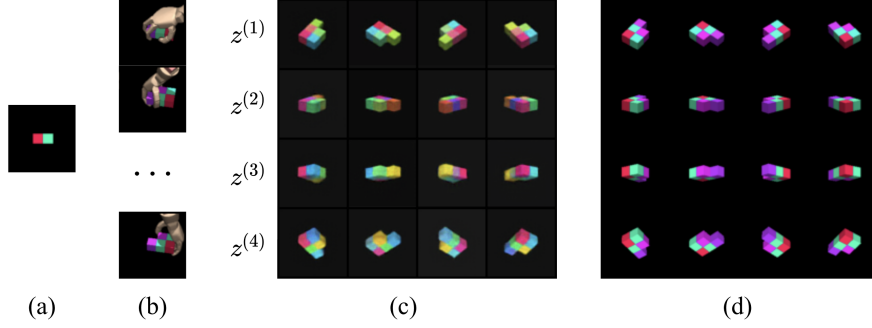 z(1)
z(2)
. . .
z(3)
z(4)
(a) (b) (c) (d)